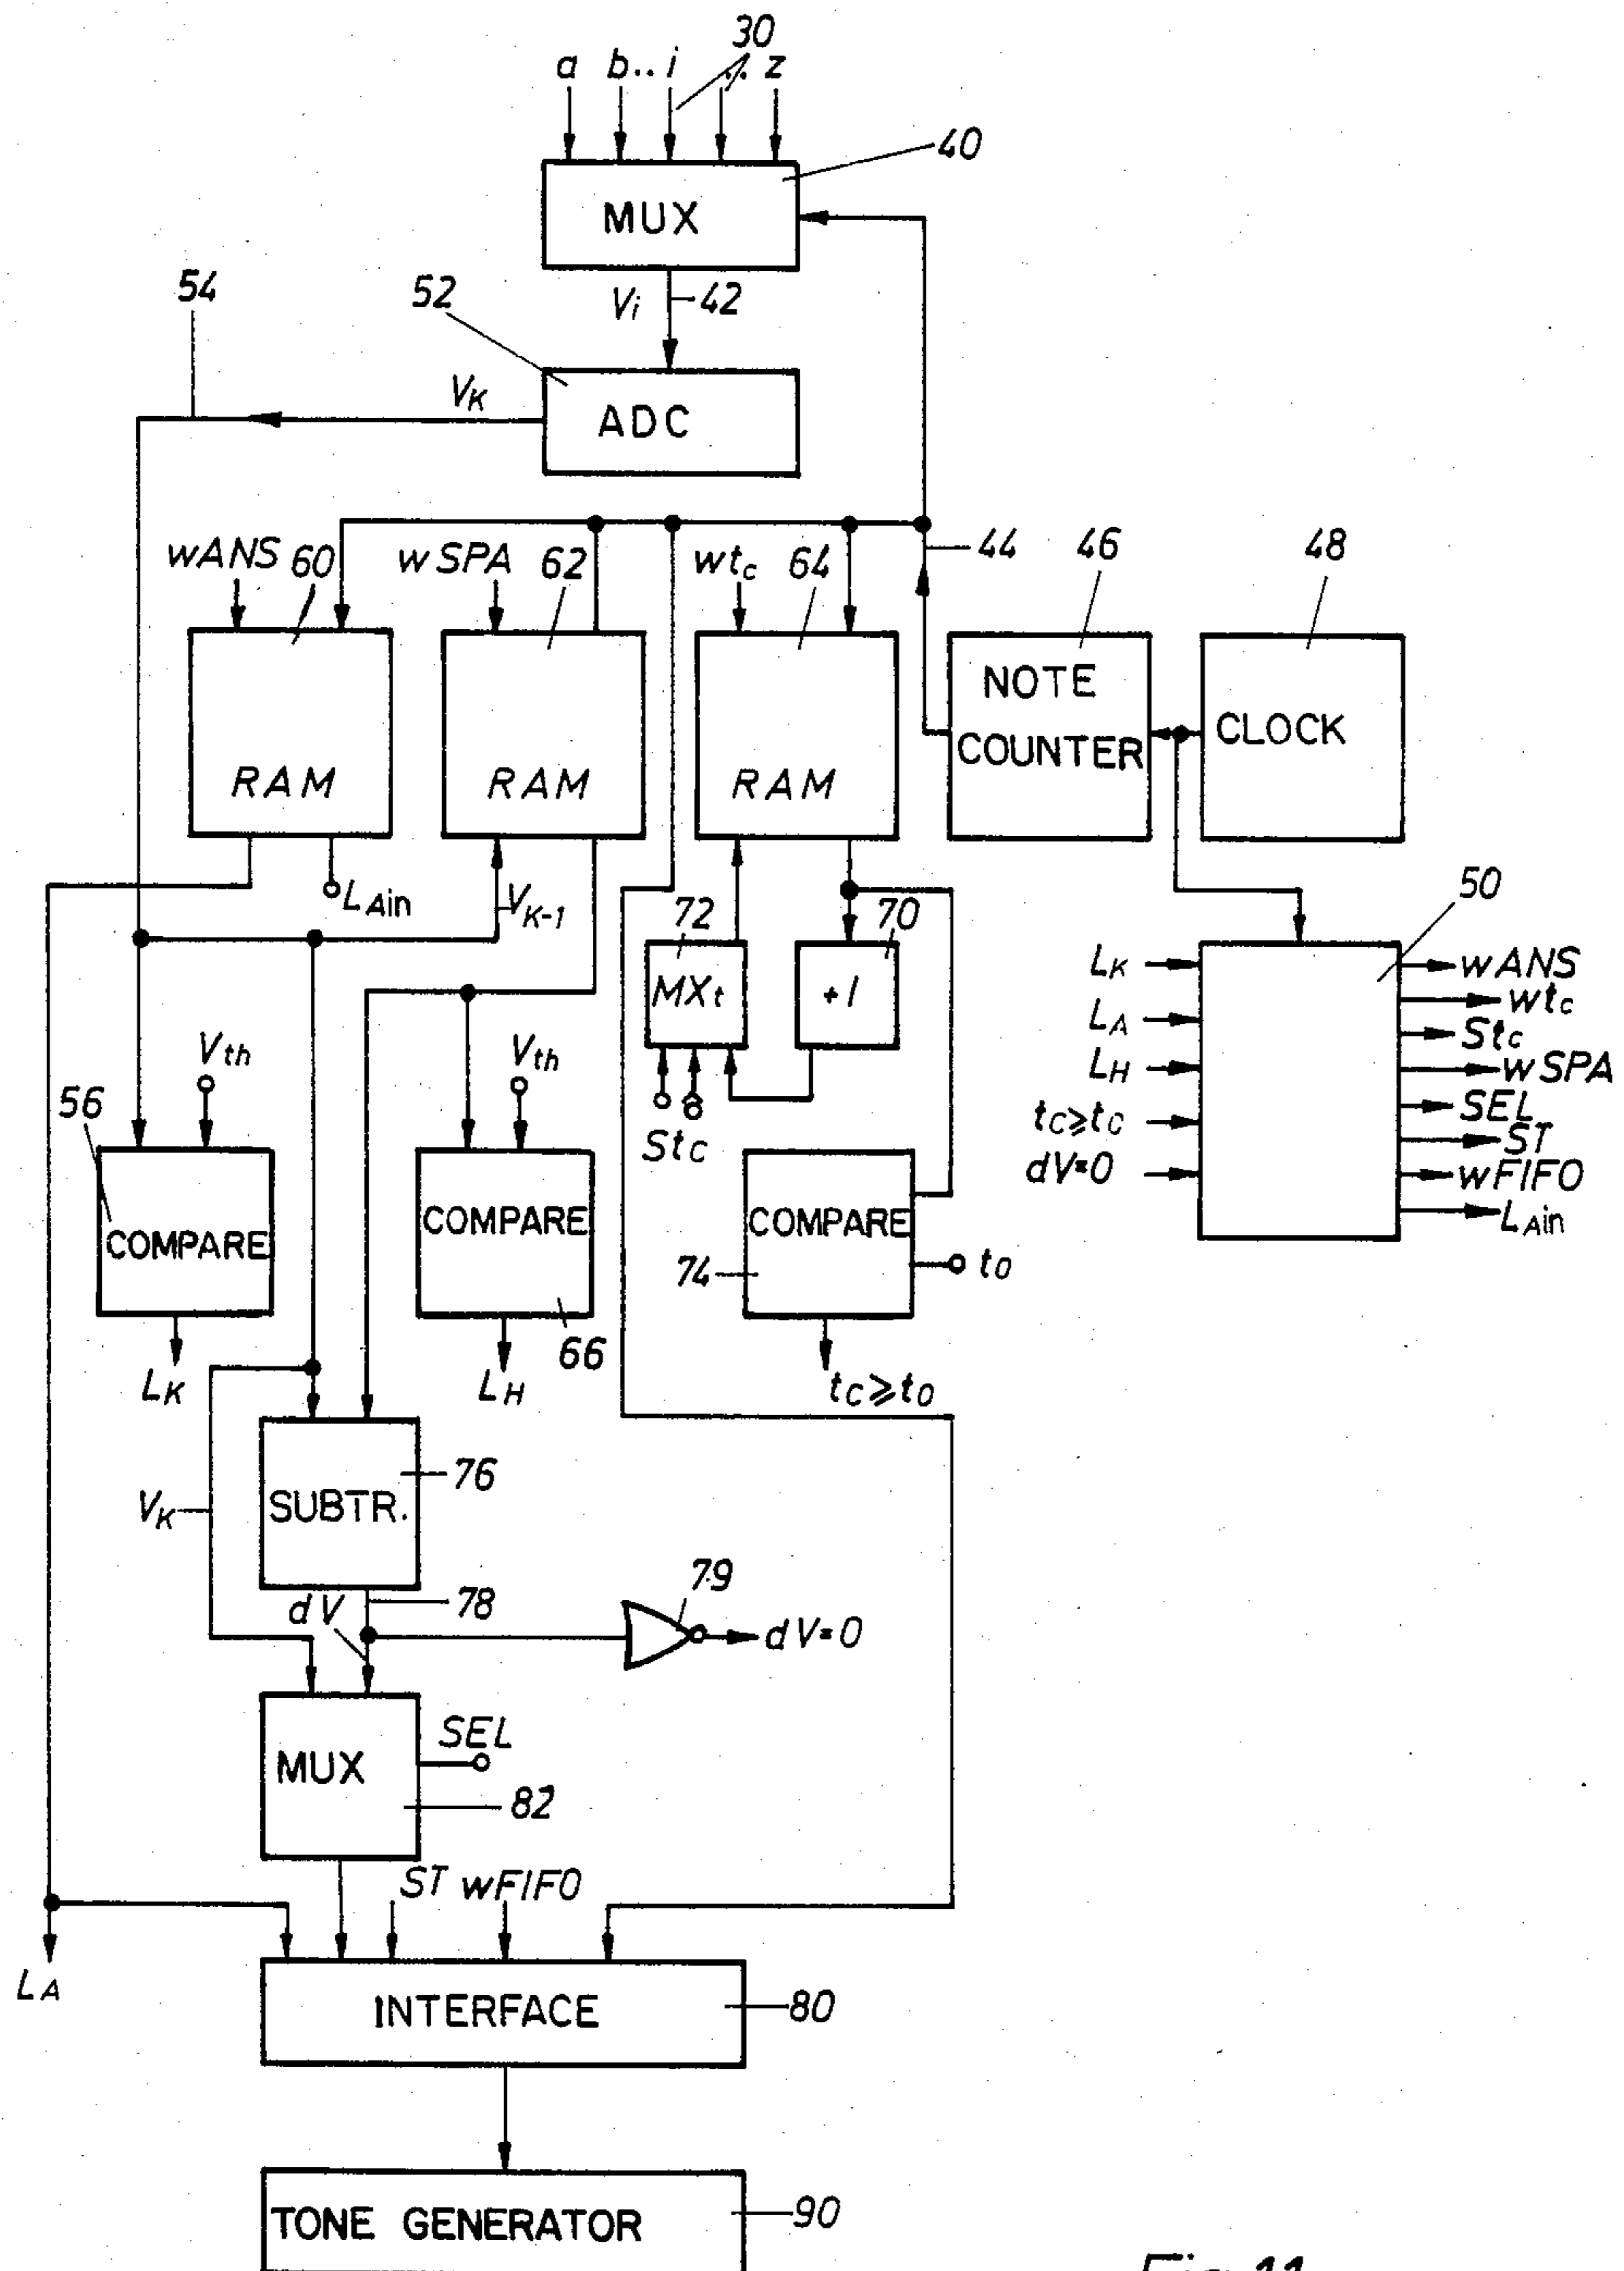 30
a b.. i .. z
40
MUX
54
52
Vi
42
VK
ADC
wANS 60
wSPA 62
wtc 64
44
46
48
NOTE
COUNTER
CLOCK
RAM
RAM
RAM
LAin
VK-1
72
70
50
MXt
+1
LK
LA
LH
tC≥tO
dV=0
wANS
wtc
Stc
wSPA
SEL
ST
wFIFO
LAin
Vth
Vth
56
Stc
COMPARE
COMPARE
COMPARE
74
to
66
LK
LH
tC≥tO
76
VK
SUBTR.
dV
78
79
dV=0
SEL
MUX
82
ST wFIFO
LA
INTERFACE
80
TONE GENERATOR
90